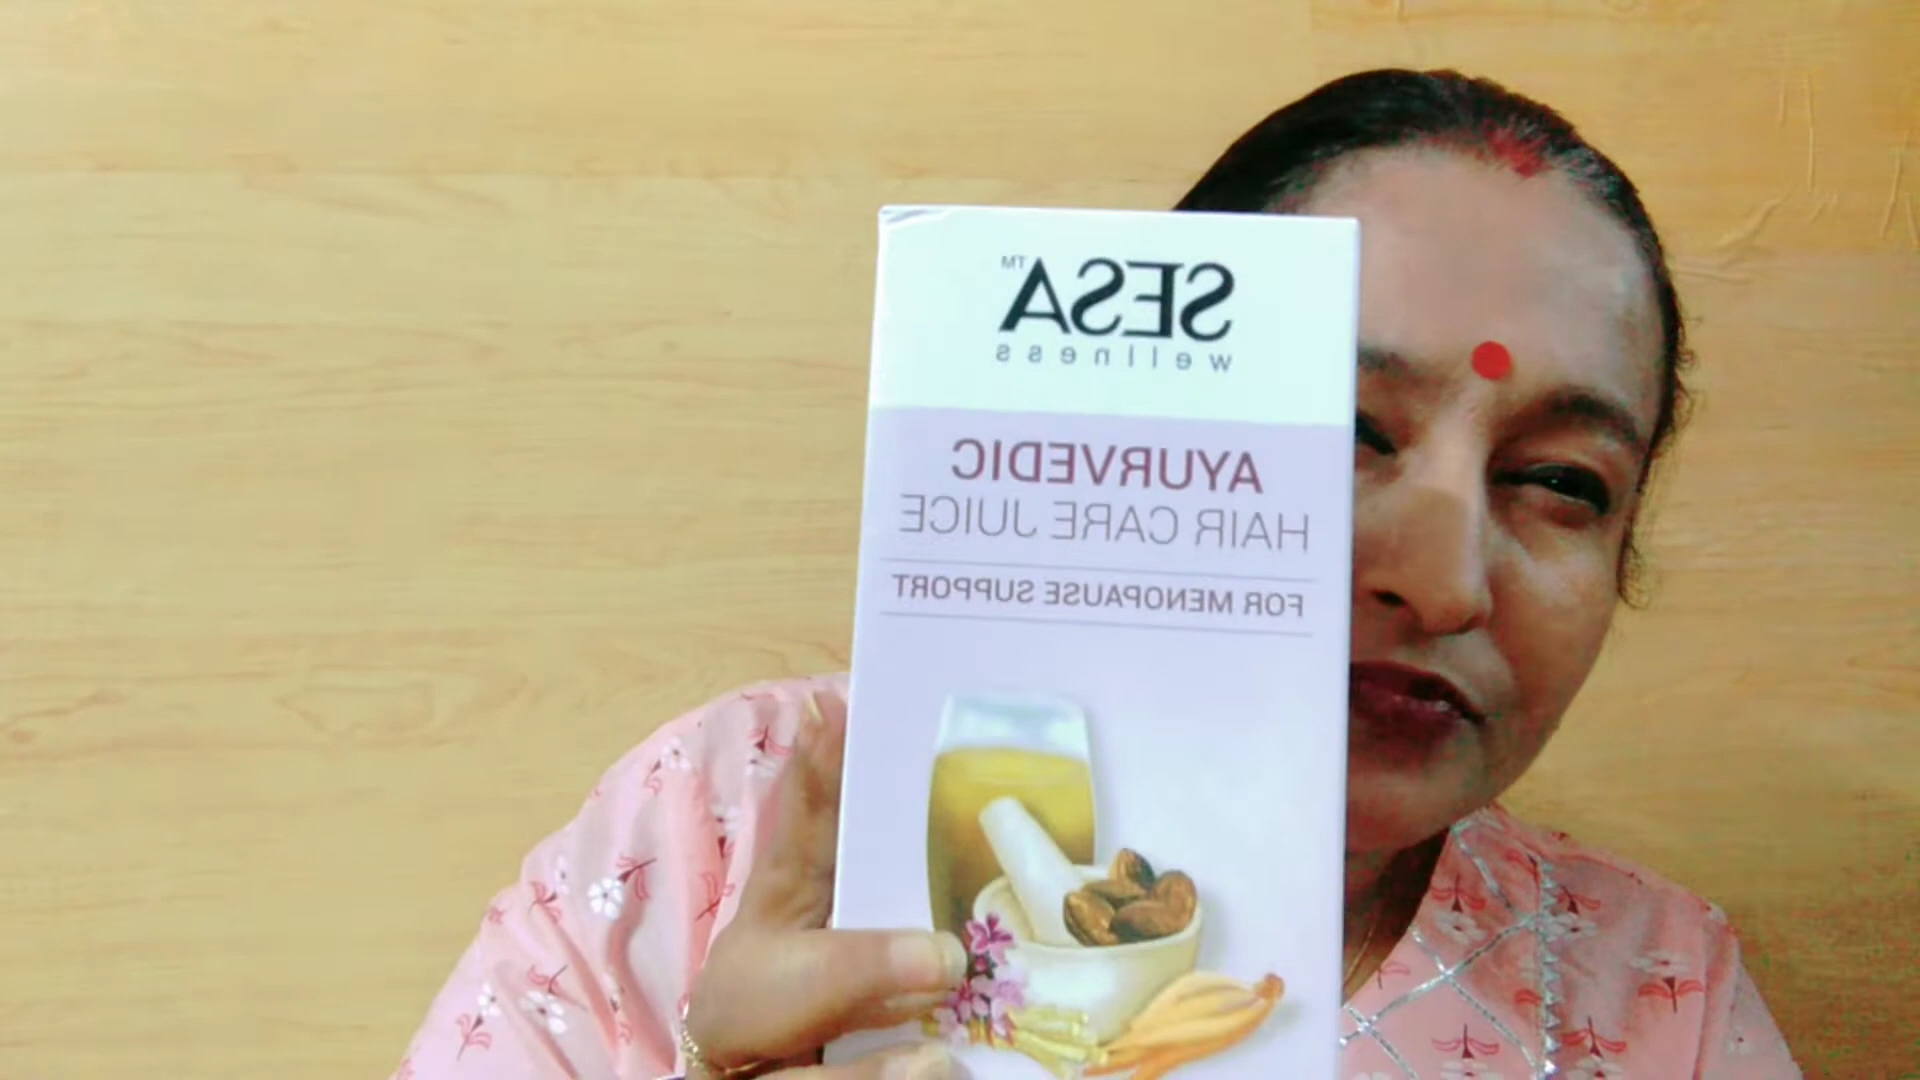 SESA™
wellness
AYURVEDIC
HAIR CARE JUICE
FOR MENOPAUSE SUPPORT